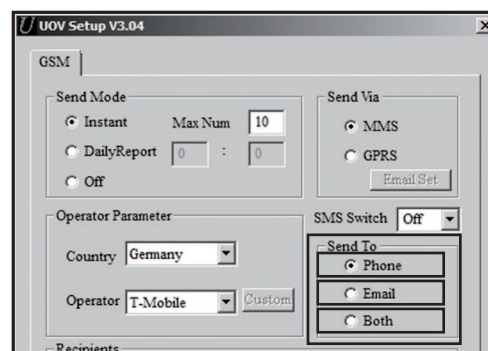 U UOV Setup V3.04
GSM
Send Mode
Instant Max Num 10
DailyReport 0 : 0
Off
Send Via
MMS
GPRS
Email Set
Operator Parameter
Country Germany
Operator T-Mobile Custom
SMS Switch Off
Send To
Phone
Email
Both
Recipients